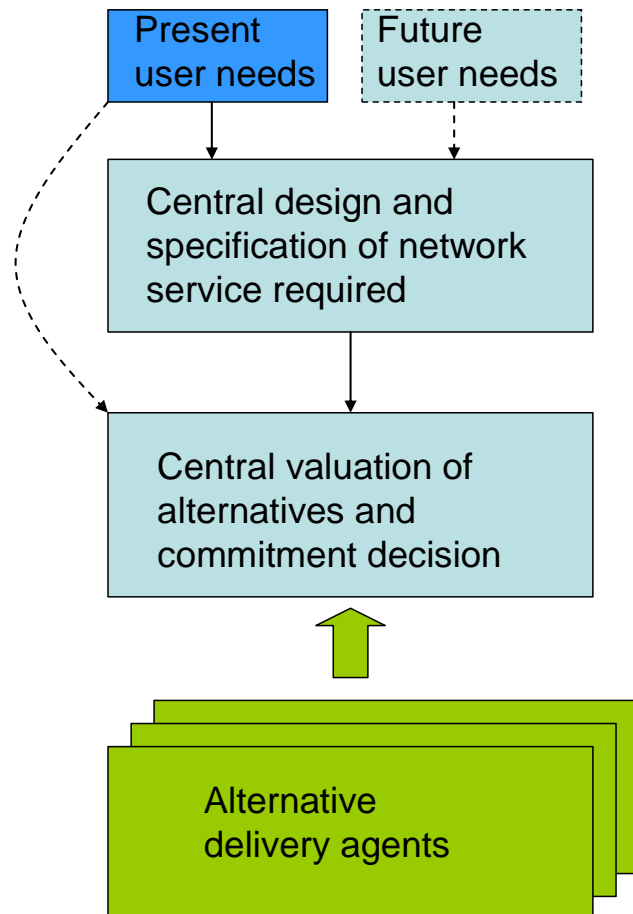 Present
user needs
Future
user needs
Central design and
specification of network
service required
Central valuation of
alternatives and
commitment decision
Alternative
delivery agents